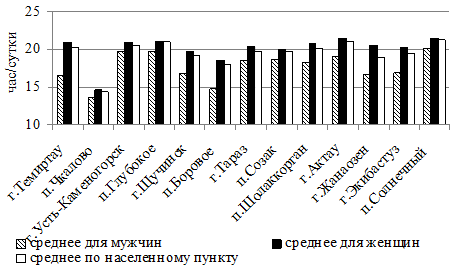 час/сутки
25
20
15
10
г.Темиртау
п.Чкалово
г.Усть-Каменогорск
п.Глубокое
г.Щучинск
п.Боровое
г.Тараз
п.Созак
п.Шолаккорган
г.Актау
г.Жанаозен
г.Экибастуз
п.Солнечный
среднее для мужчин
среднее для женщин
среднее по населенному пункту